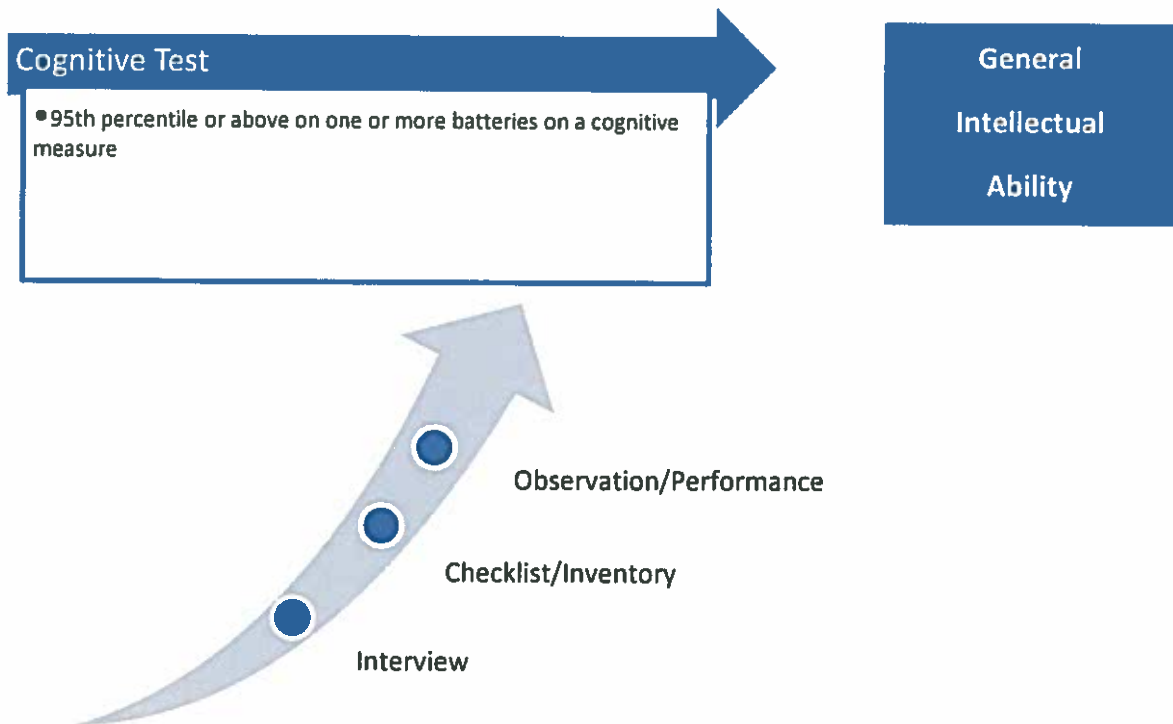 Cognitive Test
•95th percentile or above on one or more batteries on a cognitive
measure
General
Intellectual
Ability
Observation/Performance
Checklist/Inventory
Interview